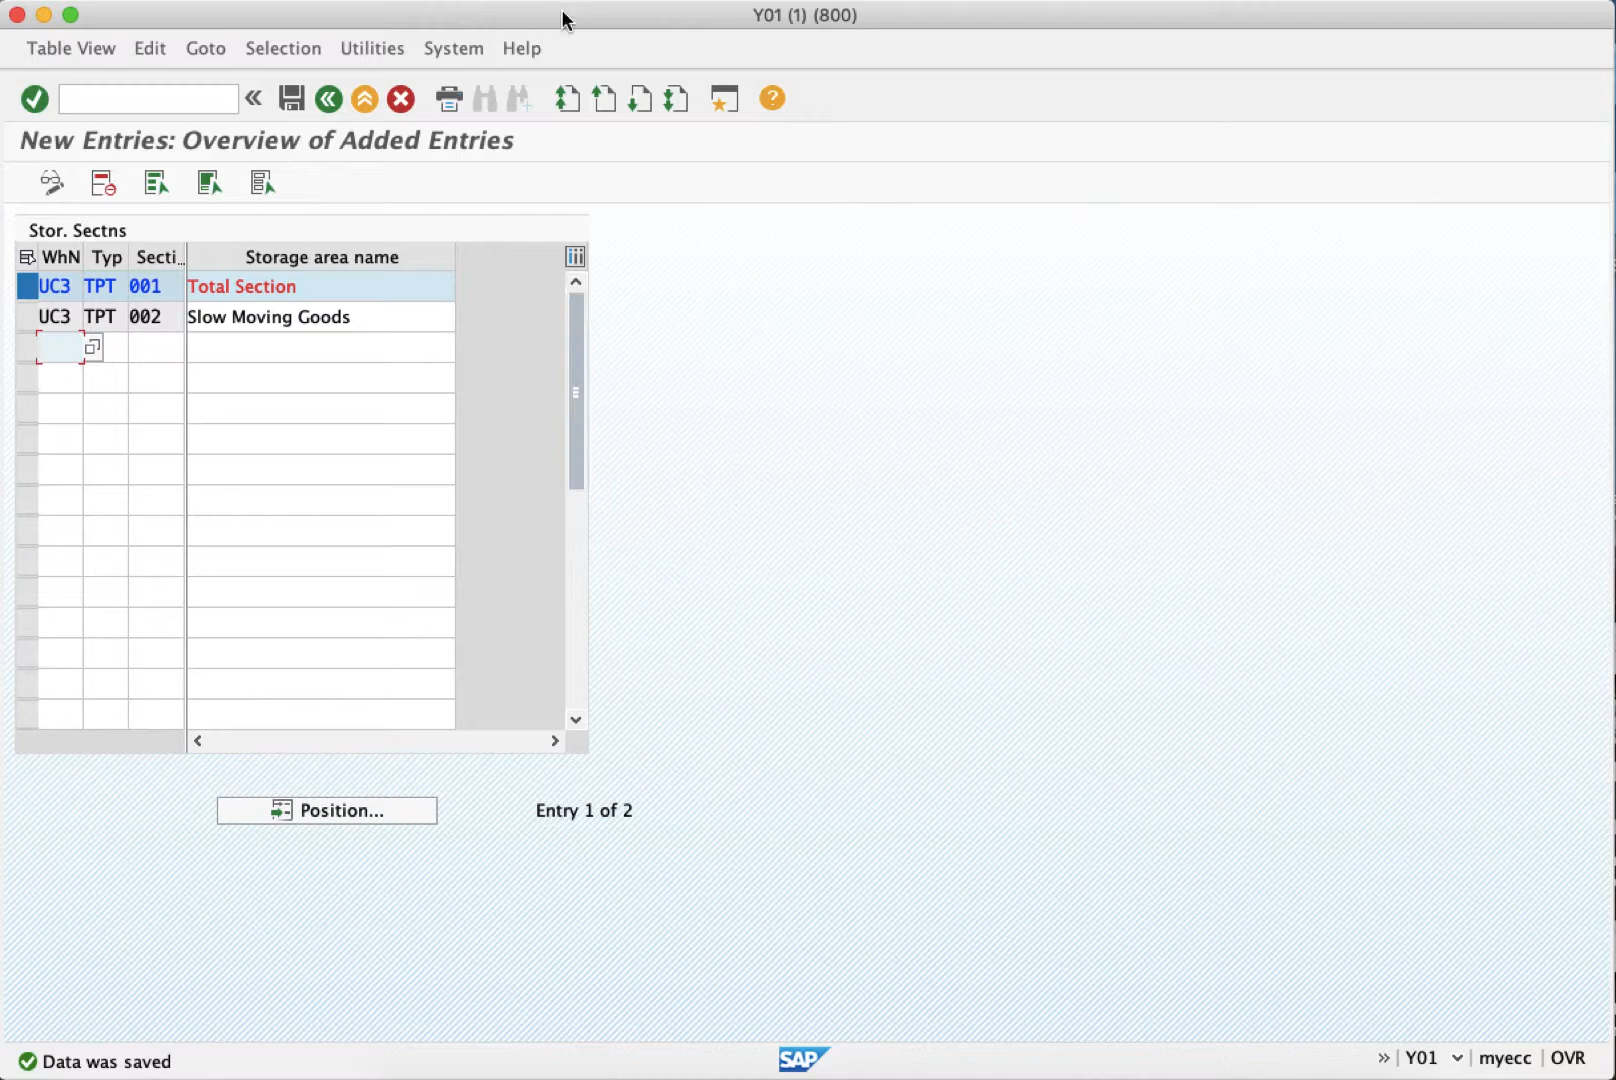 Y01 (1) (800)
Table View Edit Goto Selection Utilities System Help
New Entries: Overview of Added Entries
Stor. Sectns
WhN Typ Secti... Storage area name
UC3 TPT 001 Total Section
UC3 TPT 002 Slow Moving Goods
Position... Entry 1 of 2
Data was saved SAP Y01 myecc OVR